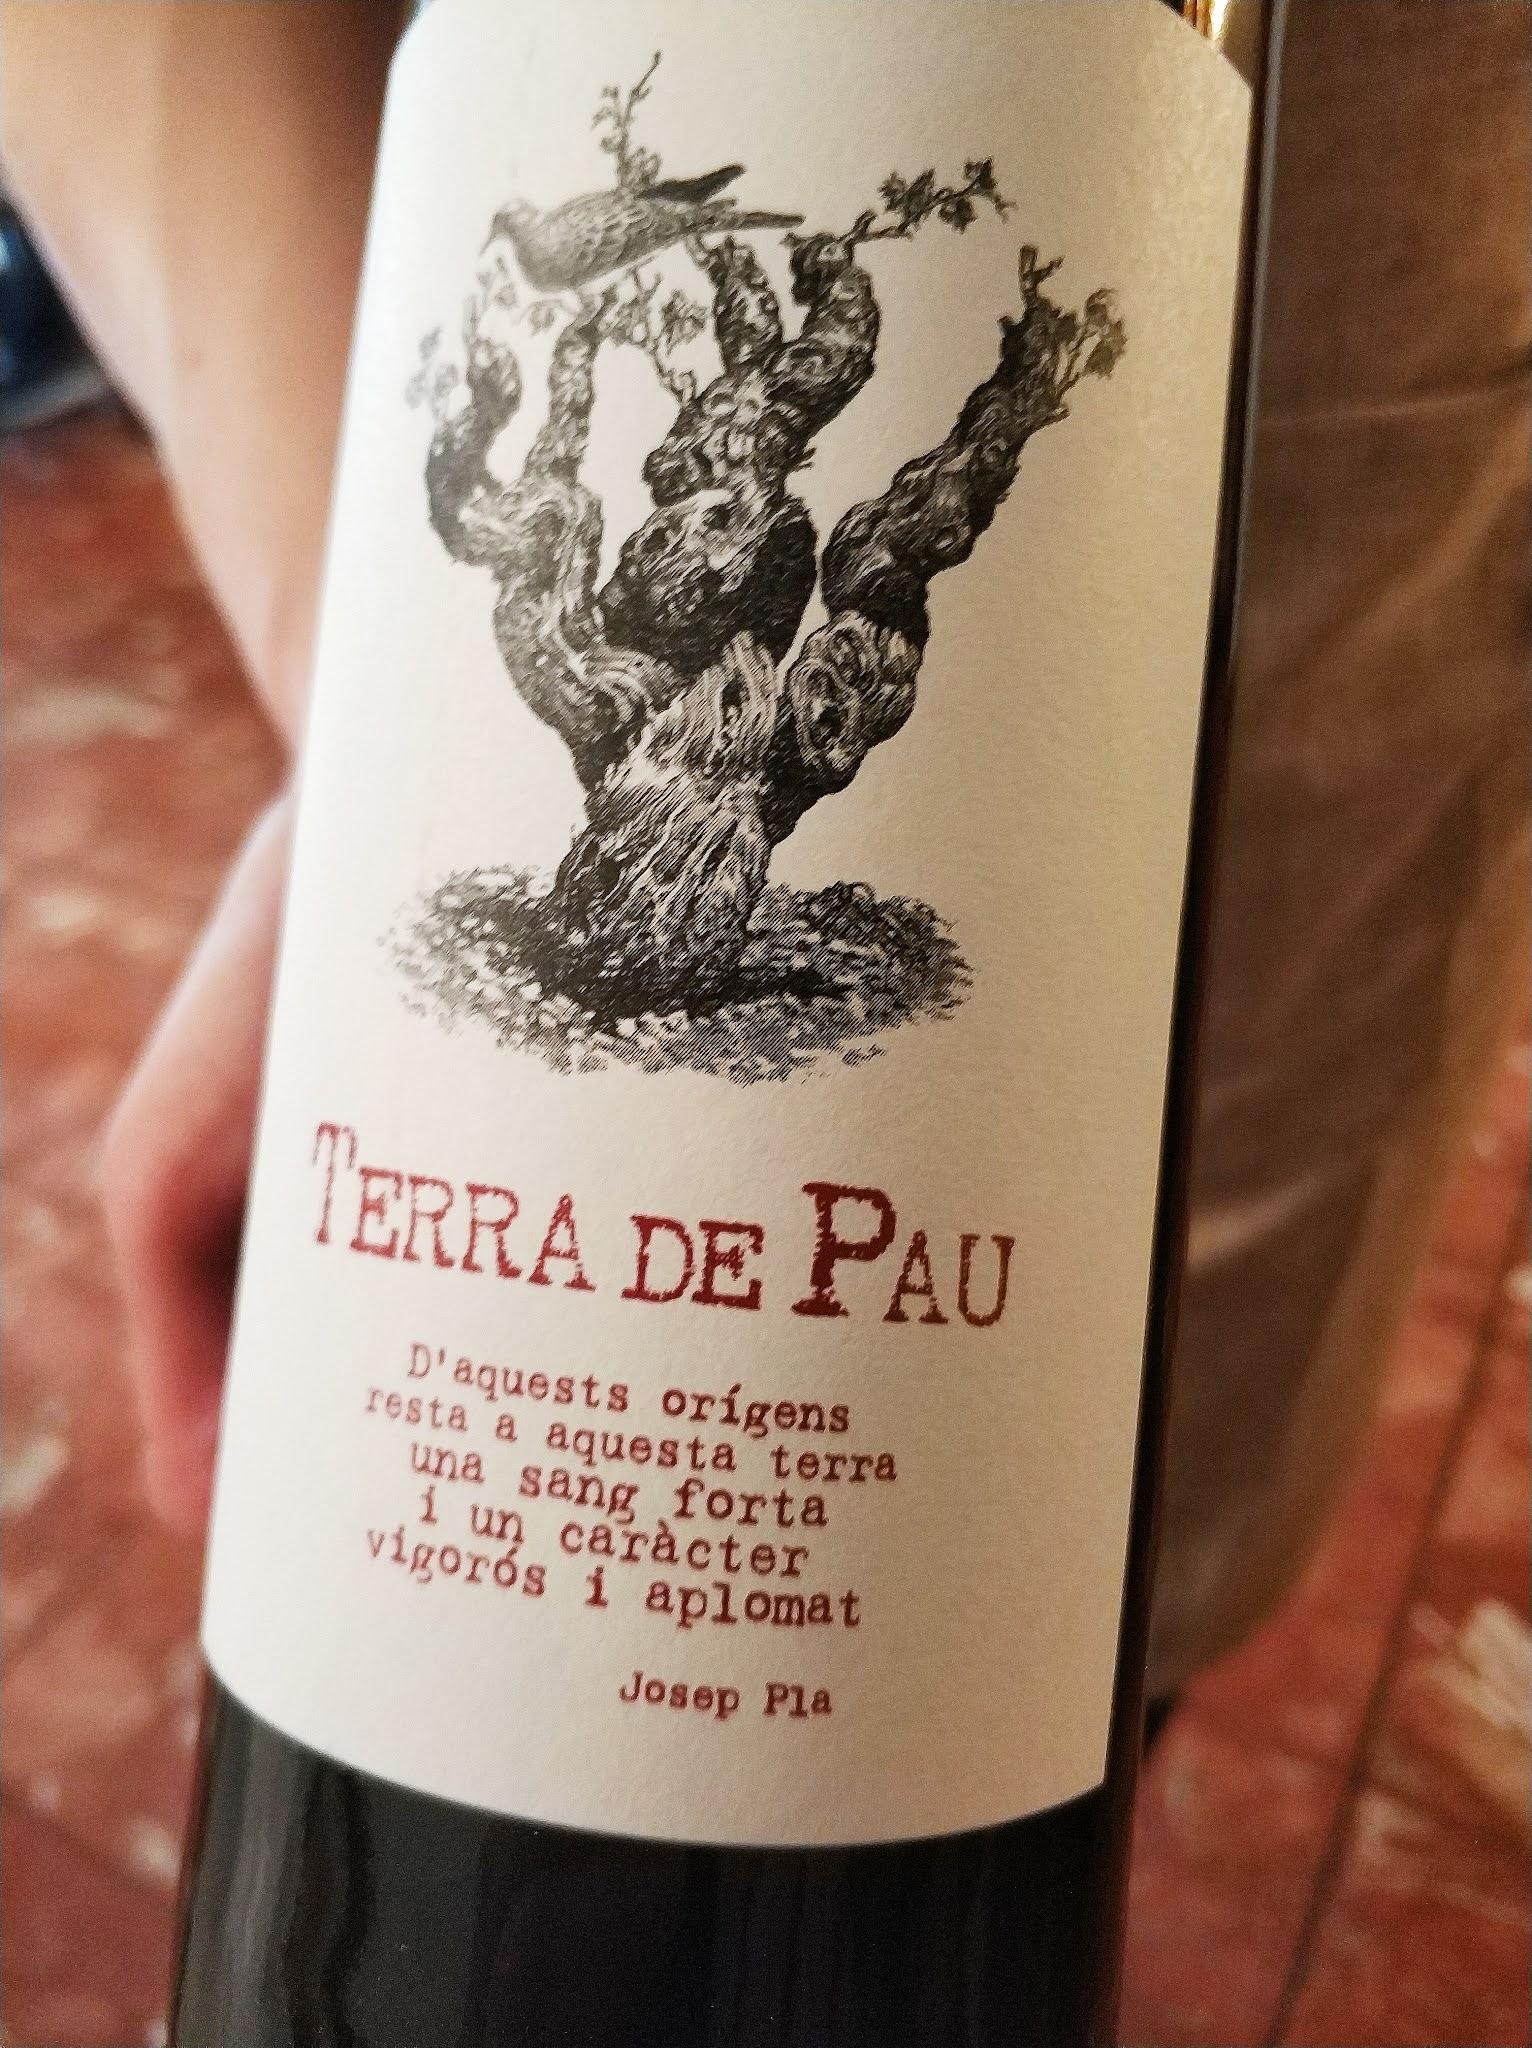 TERRA DE PAU
D'aquests orígens
resta a aquesta terra
una sang forta
i un caràcter
vigorós i aplomat
Josep Pla